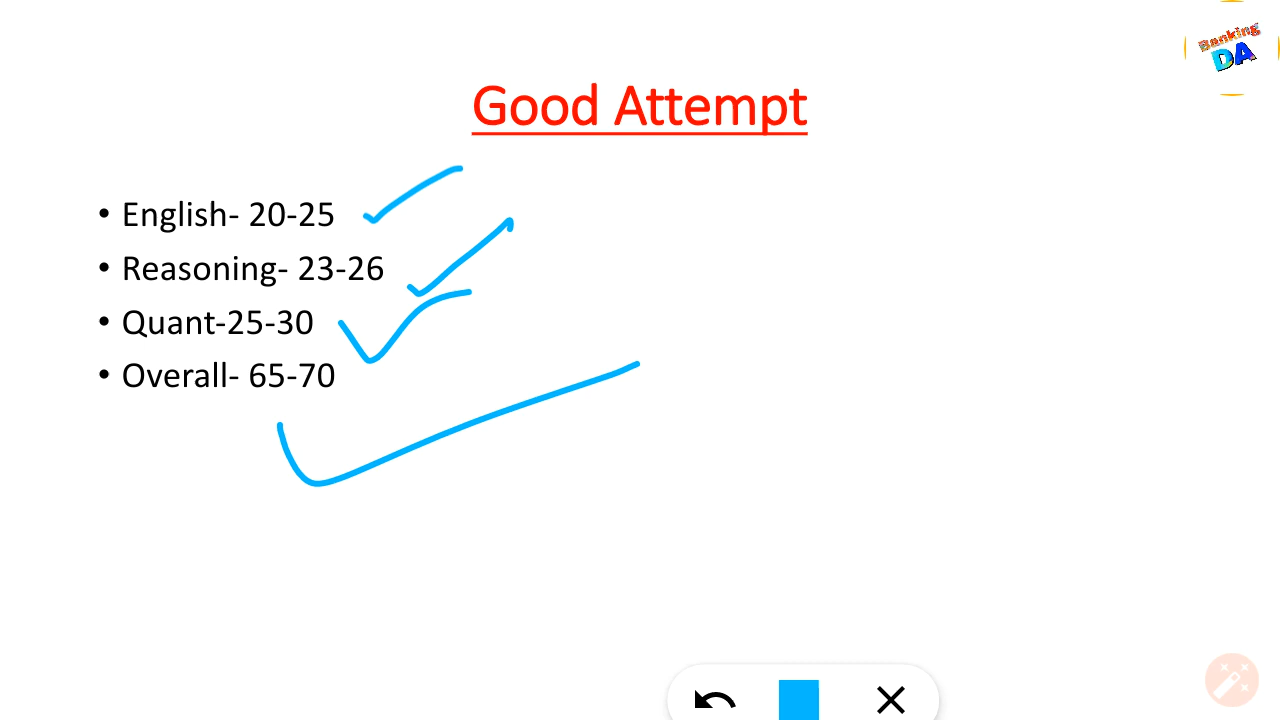 Banking
DA
Good Attempt
• English- 20-25
• Reasoning- 23-26
• Quant-25-30
• Overall- 65-70